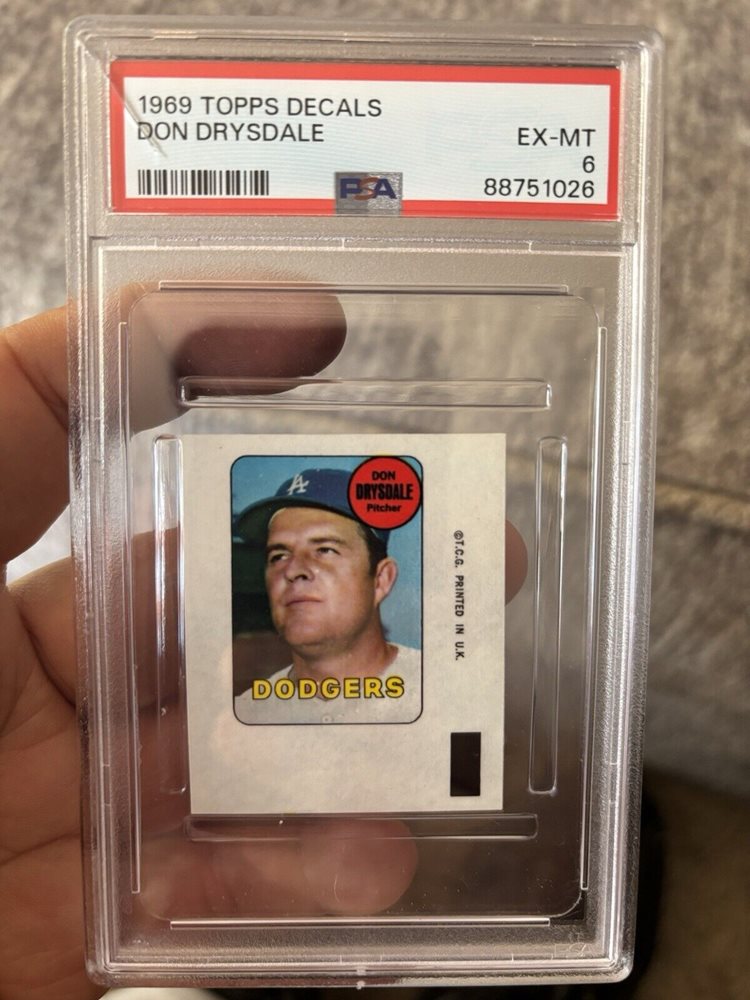 1969 TOPPS DECALS
DON DRYSDALE
EX-MT
6
PSA
88751026
A
DON
DRYSDALE
Pitcher
©T.C.G. PRINTED IN U.K.
DODGERS